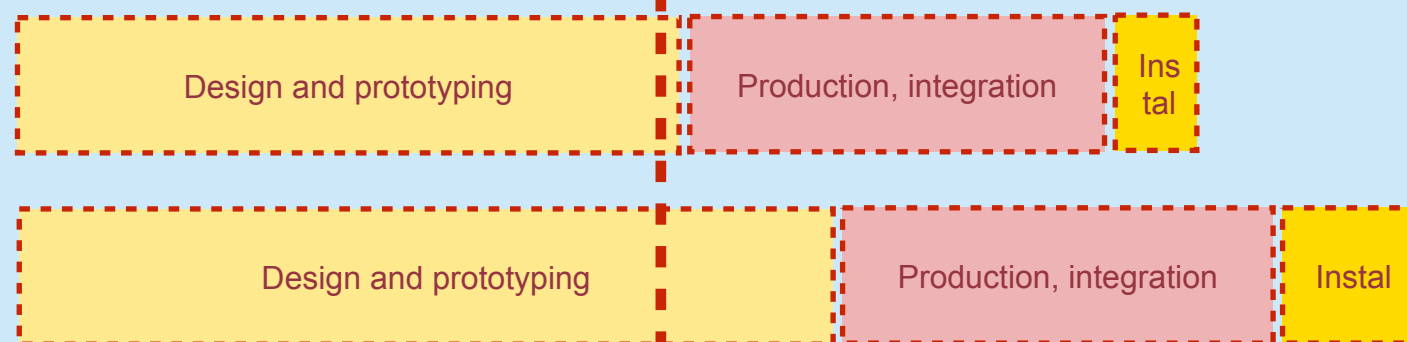 Design and prototyping
Production, integration
Ins
tal
Design and prototyping
Production, integration
Instal